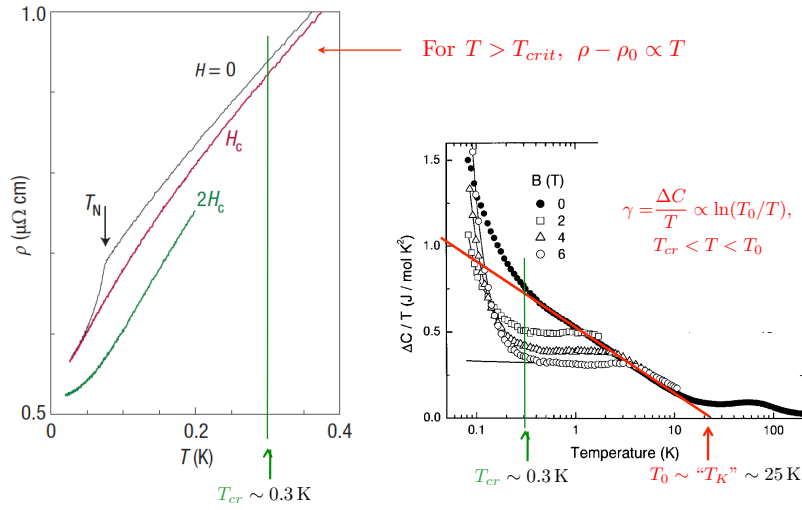 1.0
H = 0
H_c
T_N
2H_c
ρ (μΩ cm)
0.5
0
0.2
0.4
T (K)
T_cr ∼ 0.3 K
For T > T_crit, ρ − ρ_0 ∝ T
1.5
1.0
0.5
0.0
ΔC / T (J / mol K²)
B (T)
0
2
4
6
γ = ΔC/T ∝ ln(T_0/T),
T_cr < T < T_0
0.1
1
10
100
Temperature (K)
T_cr ∼ 0.3 K
T_0 ∼ “T_K” ∼ 25 K